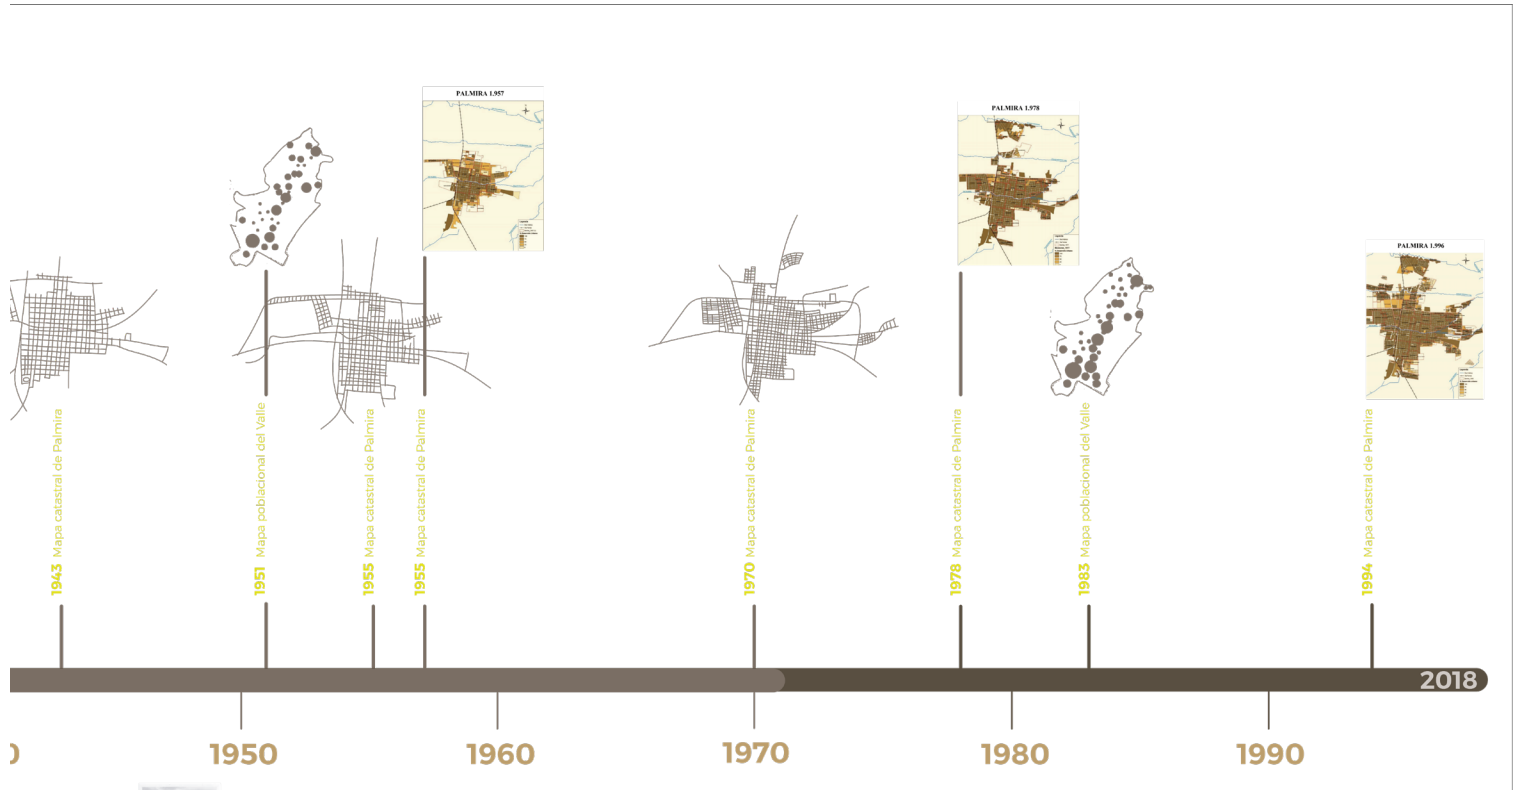 PALMIRA 1.957
PALMIRA 1.978
PALMIRA 1.996
1943 Mapa catastral de Palmira
1951 Mapa poblacional del Valle
1955 Mapa catastral de Palmira
1955 Mapa catastral de Palmira
1970 Mapa catastral de Palmira
1978 Mapa catastral de Palmira
1983 Mapa poblacional del Valle
1994 Mapa catastral de Palmira
2018
0
1950
1960
1970
1980
1990